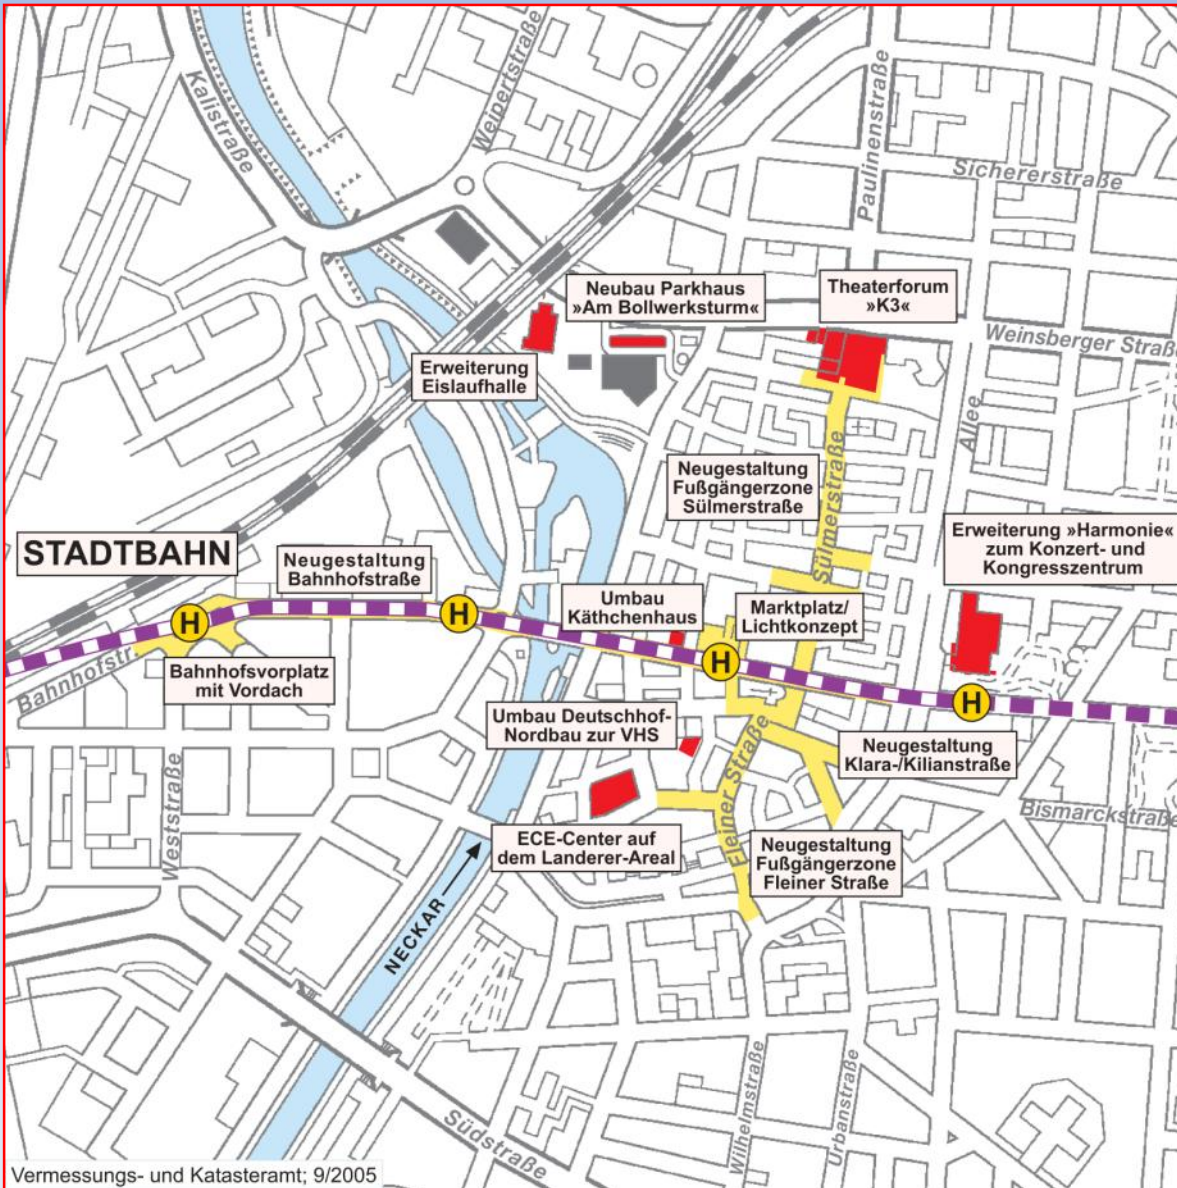 Kalistraße
Weipertstraße
Paulinenstraße
Sichererstraße
Neubau Parkhaus
»Am Bollwerksturm«
Theaterforum
»K3«
Weinsberger Straße
Erweiterung
Eislaufhalle
Allee
Neugestaltung
Fußgängerzone
Sülmerstraße
Sülmerstraße
Erweiterung »Harmonie«
zum Konzert- und
Kongresszentrum
STADTBAHN
Neugestaltung
Bahnhofstraße
Umbau
Käthchenhaus
Marktplatz/
Lichtkonzept
H
H
H
H
Bahnhofstr.
Bahnhofsvorplatz
mit Vordach
Umbau Deutschhof-
Nordbau zur VHS
Neugestaltung
Klara-/Kilianstraße
Fleiner Straße
Weststraße
Bismarckstraße
ECE-Center auf
dem Landerer-Areal
Neugestaltung
Fußgängerzone
Fleiner Straße
NECKAR
Südstraße
Wilhelmstraße
Urbanstraße
Vermessungs- und Katasteramt; 9/2005